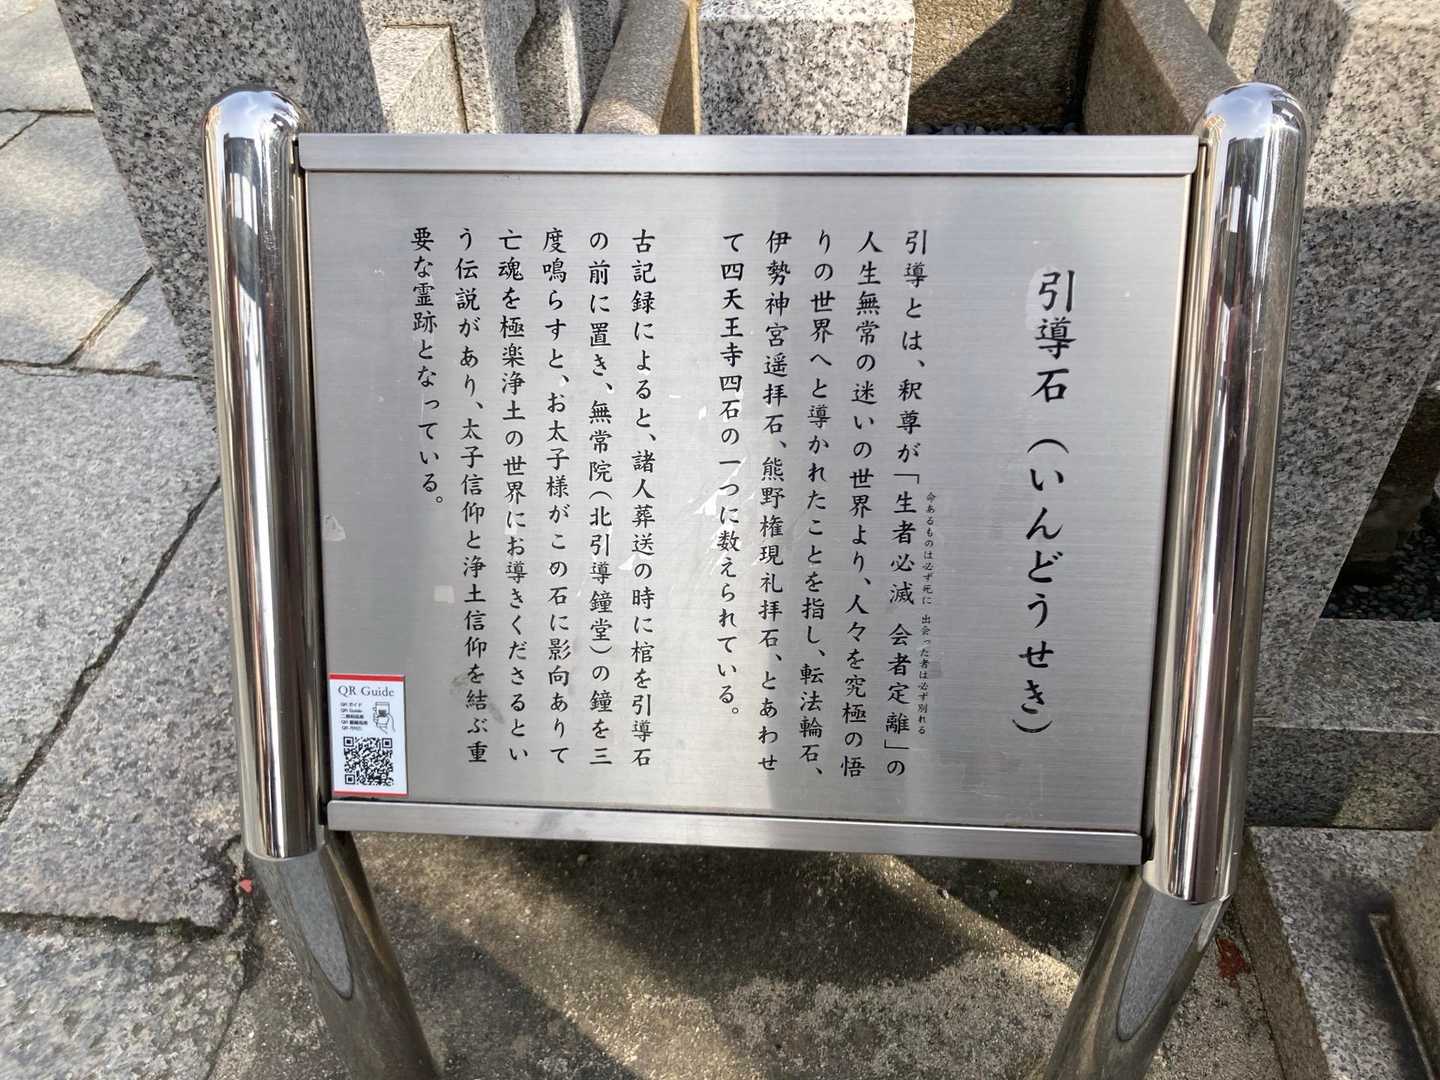 引導石（いんどうせき）
引導とは、釈尊が「生者必滅 会者定離」の
命あるものは必ず死に 出会った者は必ず別れる
人生無常の迷いの世界より、人々を究極の悟
りの世界へと導かれたことを指し、転法輪石、
伊勢神宮遥拝石、熊野権現礼拝石、とあわせ
て四天王寺四石の一つに数えられている。
古記録によると、諸人葬送の時に棺を引導石
の前に置き、無常院（北引導鐘堂）の鐘を三
度鳴らすと、お太子様がこの石に影向ありて
亡魂を極楽浄土の世界にお導きくださるとい
う伝説があり、太子信仰と浄土信仰を結ぶ重
要な霊跡となっている。
QR Guide
QR ガイド
QR Guide